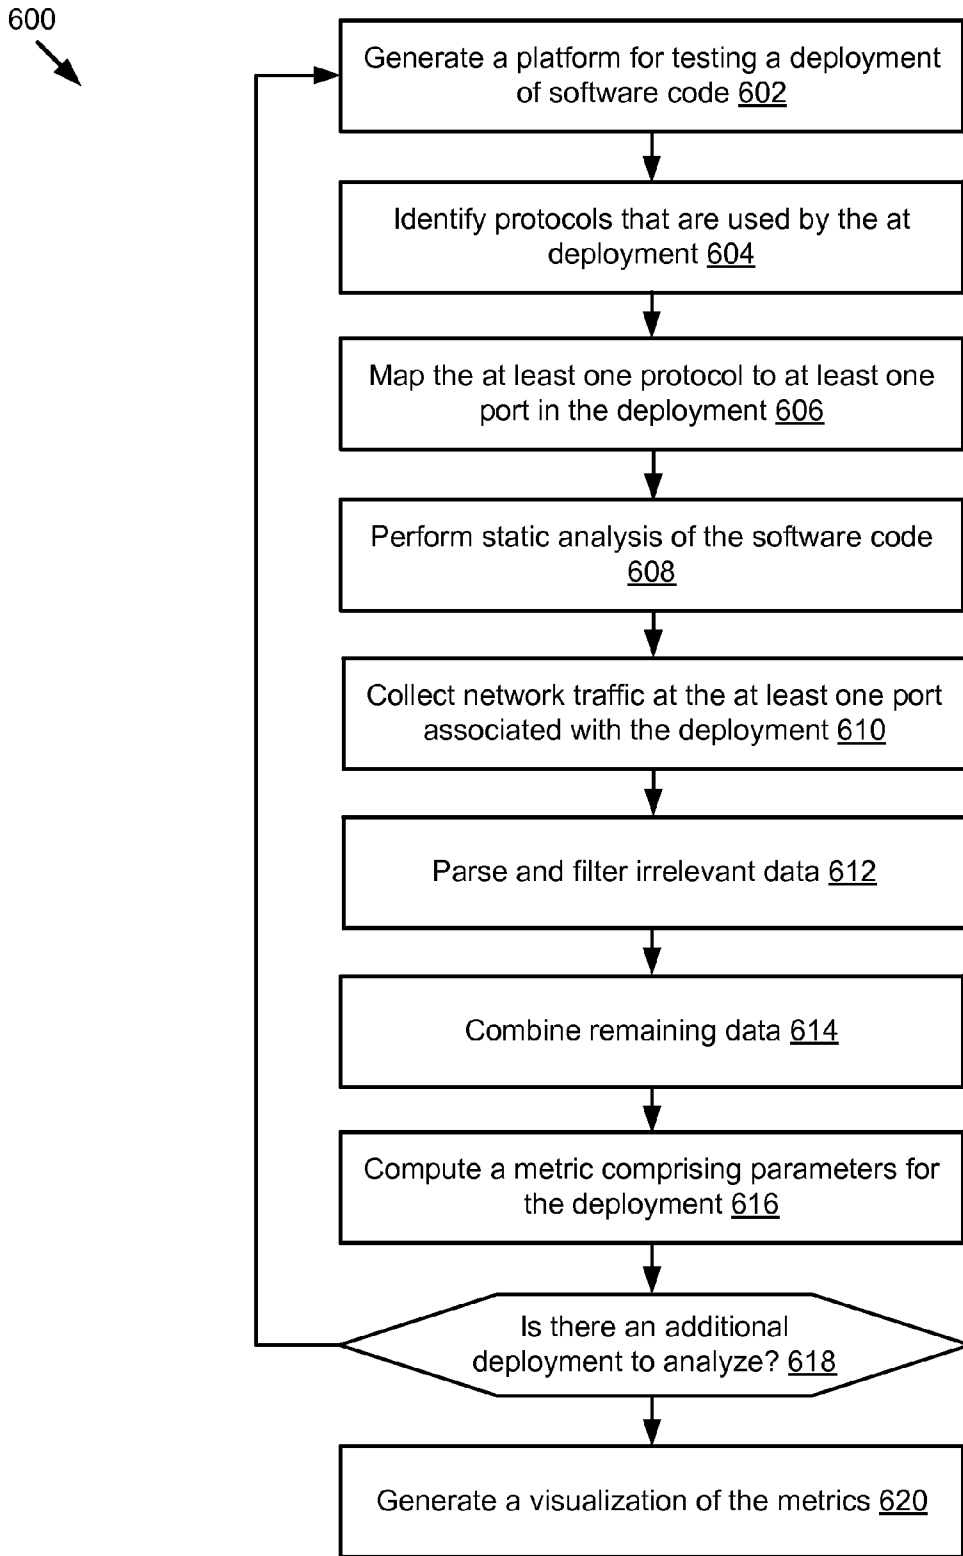 600
Generate a platform for testing a deployment
of software code 602
Identify protocols that are used by the at
deployment 604
Map the at least one protocol to at least one
port in the deployment 606
Perform static analysis of the software code
608
Collect network traffic at the at least one port
associated with the deployment 610
Parse and filter irrelevant data 612
Combine remaining data 614
Compute a metric comprising parameters for
the deployment 616
Is there an additional
deployment to analyze? 618
Generate a visualization of the metrics 620